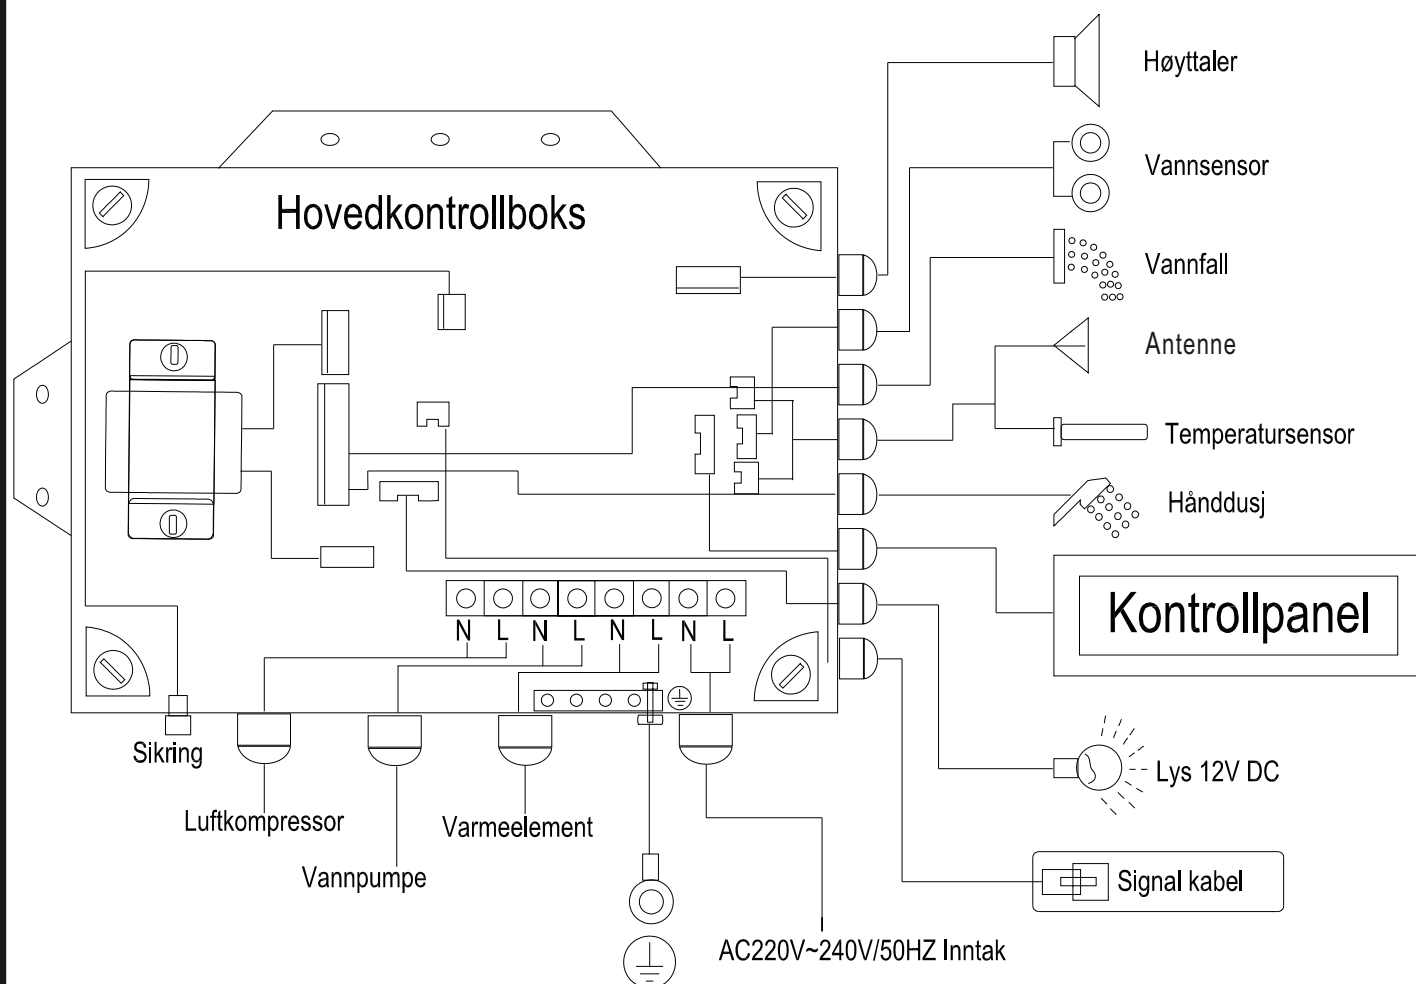 Høyttaler
Vannsensor
Hovedkontrollboks
Vannfall
Antenne
Temperatursensor
Hånddusj
Kontrollpanel
N L N L N L N L
Sikring
Lys 12V DC
Luftkompressor
Varmeelement
Vannpumpe
Signal kabel
AC220V~240V/50HZ Inntak